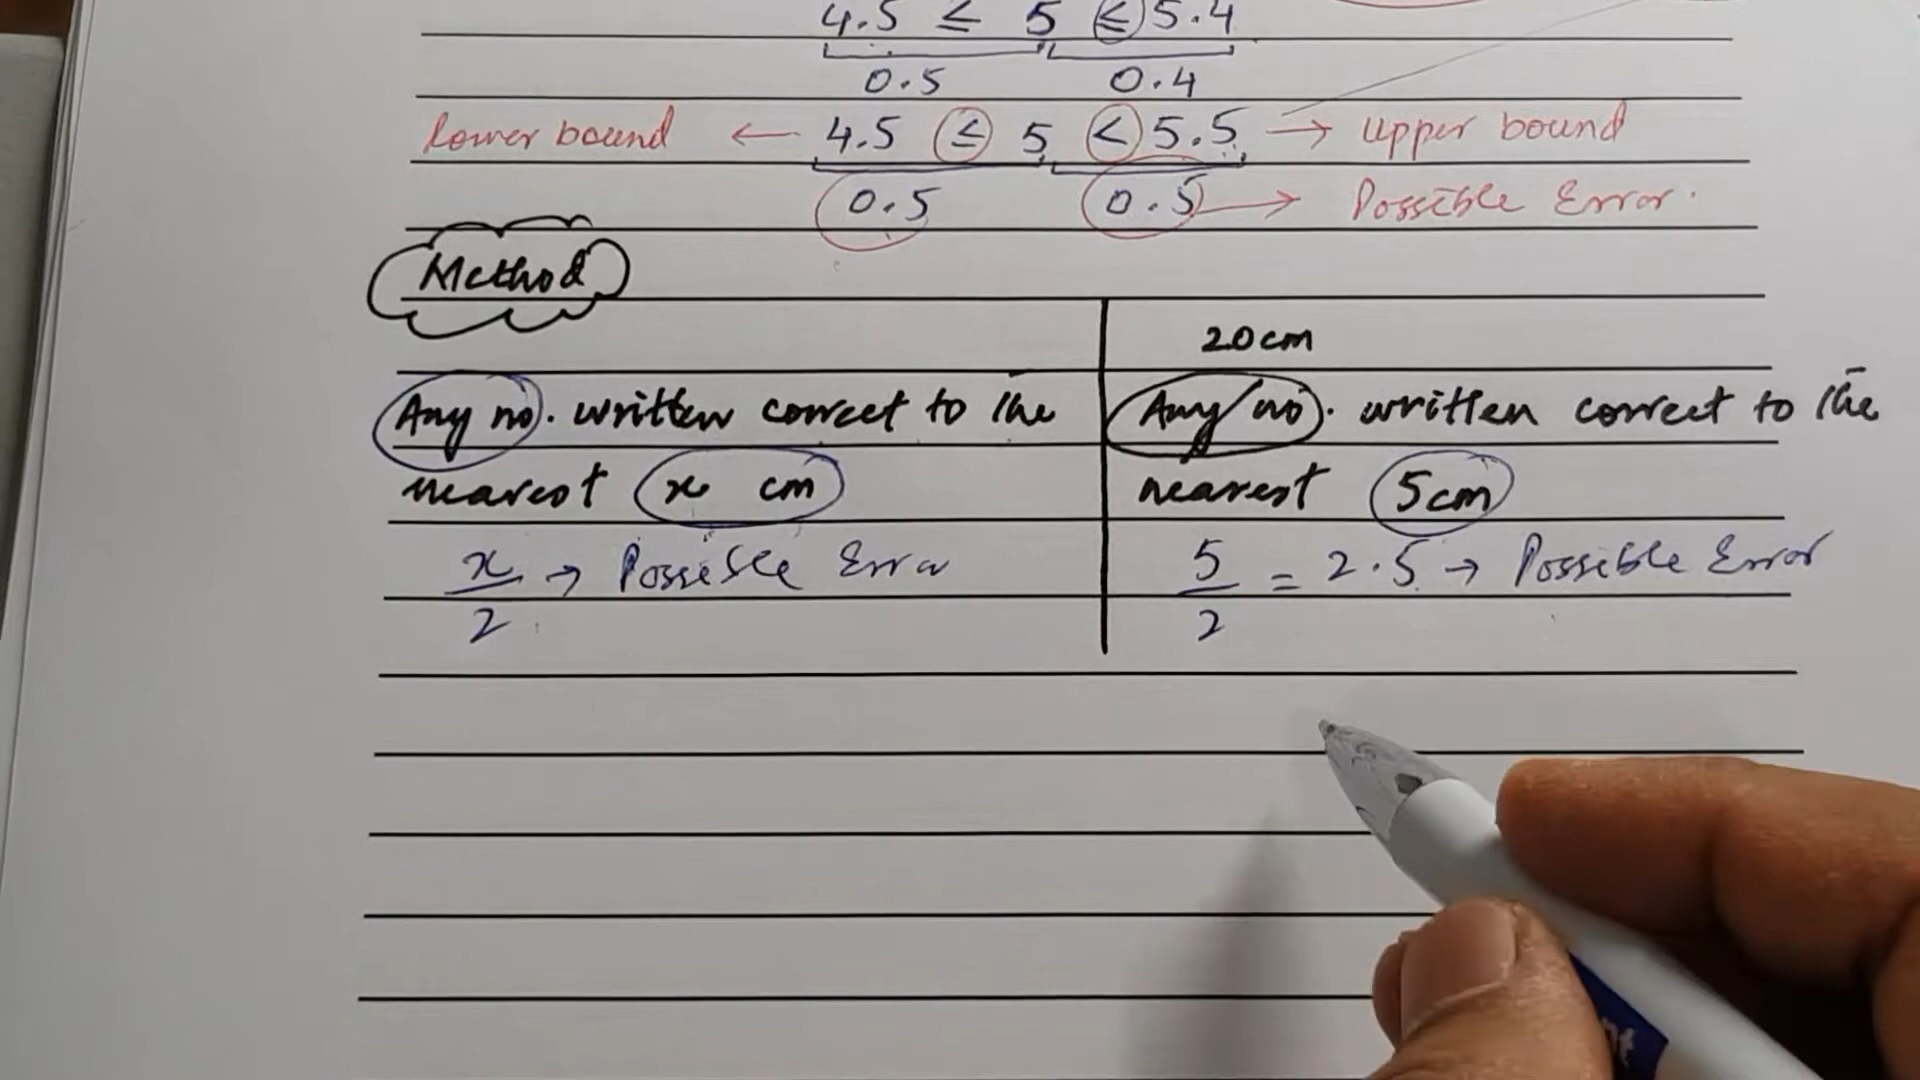 4.5 ≤ 5 ≤ 5.4
0.5 0.4
Lower bound ← 4.5 ≤ 5 < 5.5 → upper bound
0.5 0.5 → Possible Error.
Method
20cm
Any no. written correct to the
nearest x cm
x/2 → Possible Error
Any no. written correct to the
nearest 5cm
5/2 = 2.5 → Possible Error